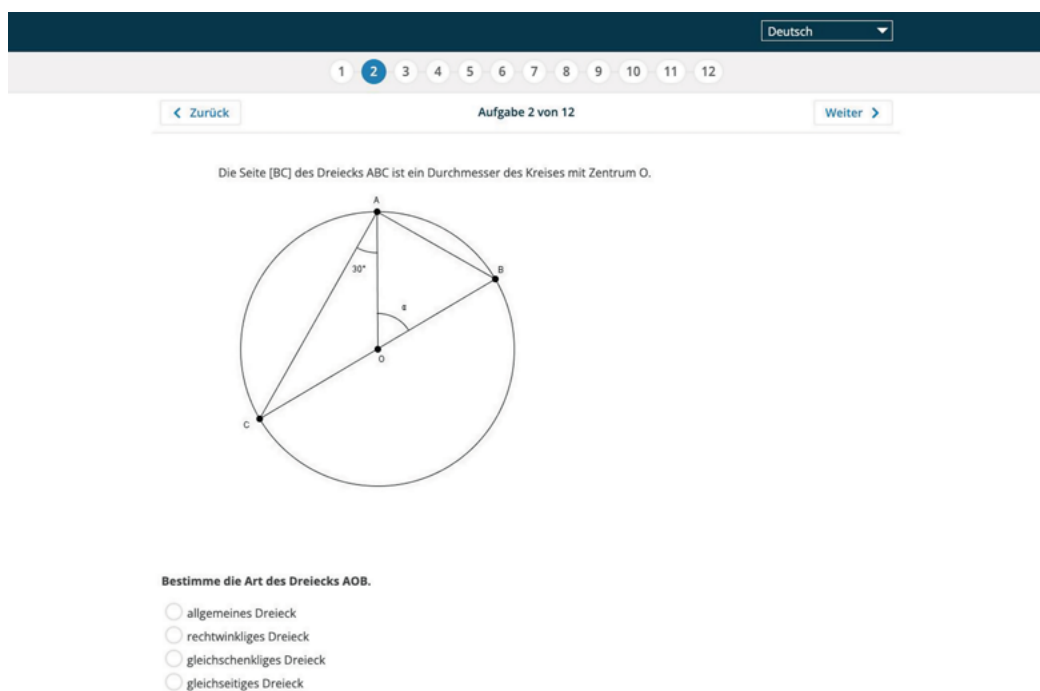 Deutsch
1 2 3 4 5 6 7 8 9 10 11 12
Zurück
Aufgabe 2 von 12
Weiter
Die Seite [BC] des Dreiecks ABC ist ein Durchmesser des Kreises mit Zentrum O.
A
30°
B
α
O
C
Bestimme die Art des Dreiecks AOB.
allgemeines Dreieck
rechtwinkliges Dreieck
gleichschenkliges Dreieck
gleichseitiges Dreieck